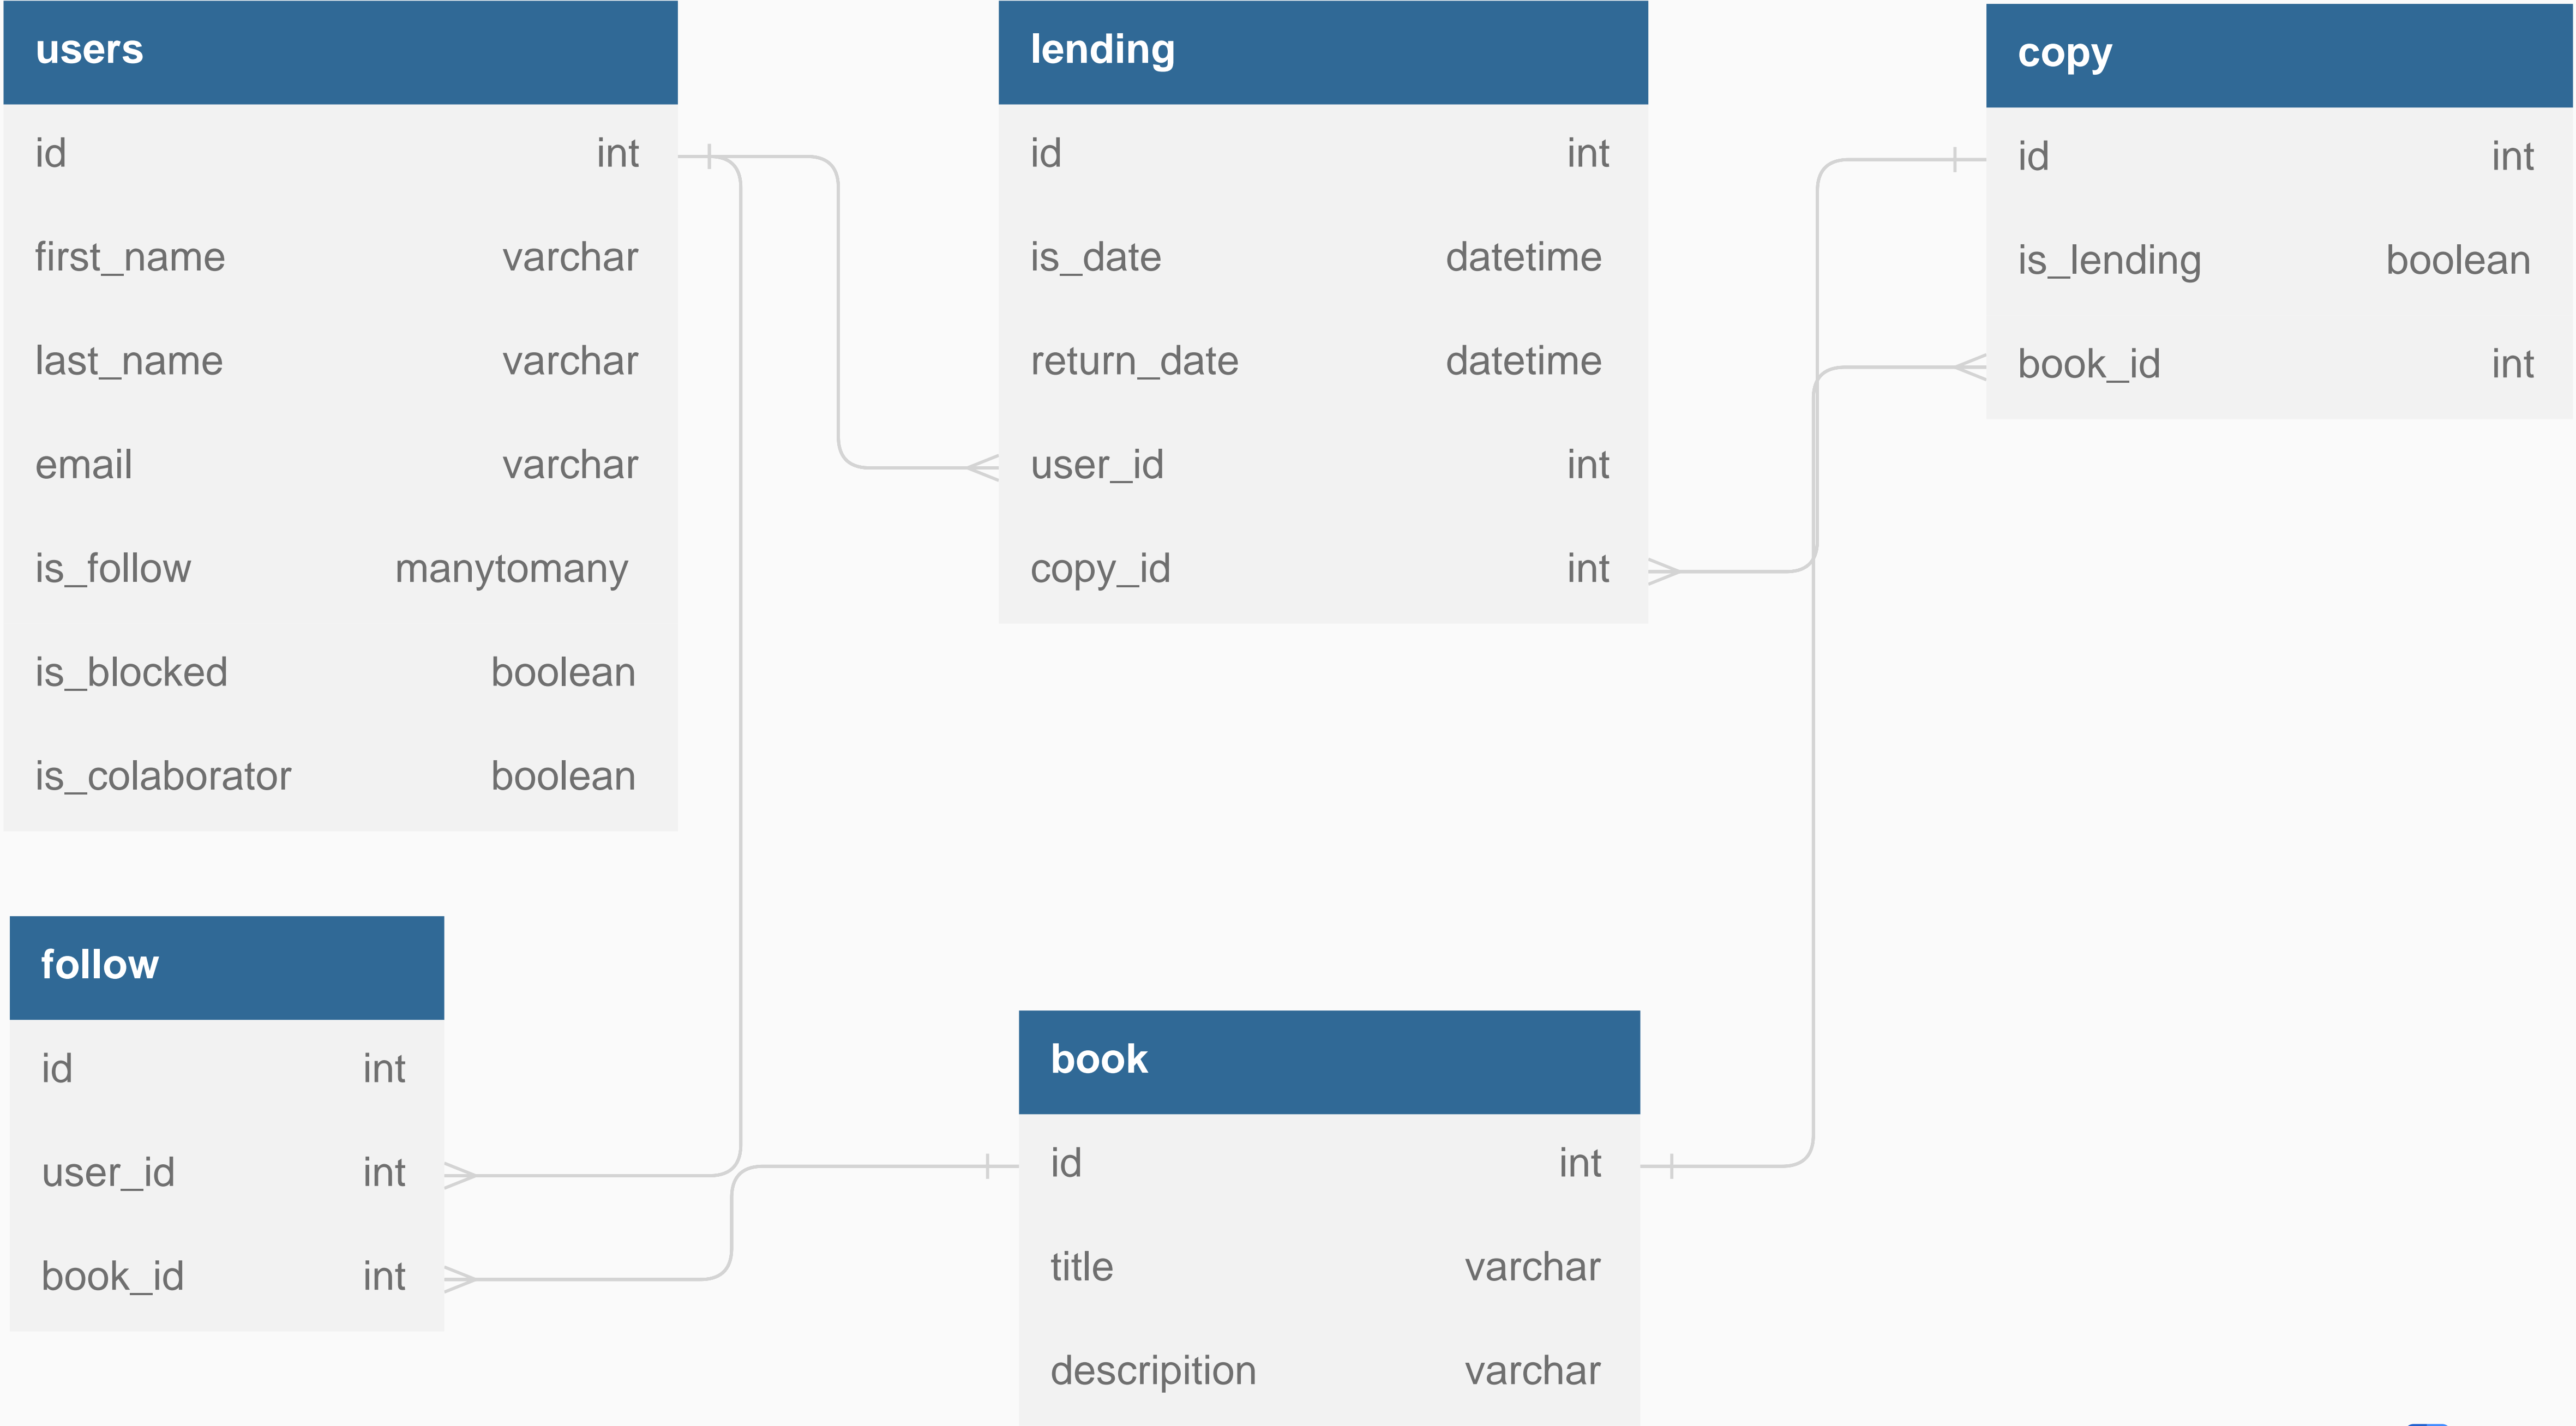 users
id int
first_name varchar
last_name varchar
email varchar
is_follow manytomany
is_blocked boolean
is_colaborator boolean
lending
id int
is_date datetime
return_date datetime
user_id int
copy_id int
copy
id int
is_lending boolean
book_id int
follow
id int
user_id int
book_id int
book
id int
title varchar
descripition varchar